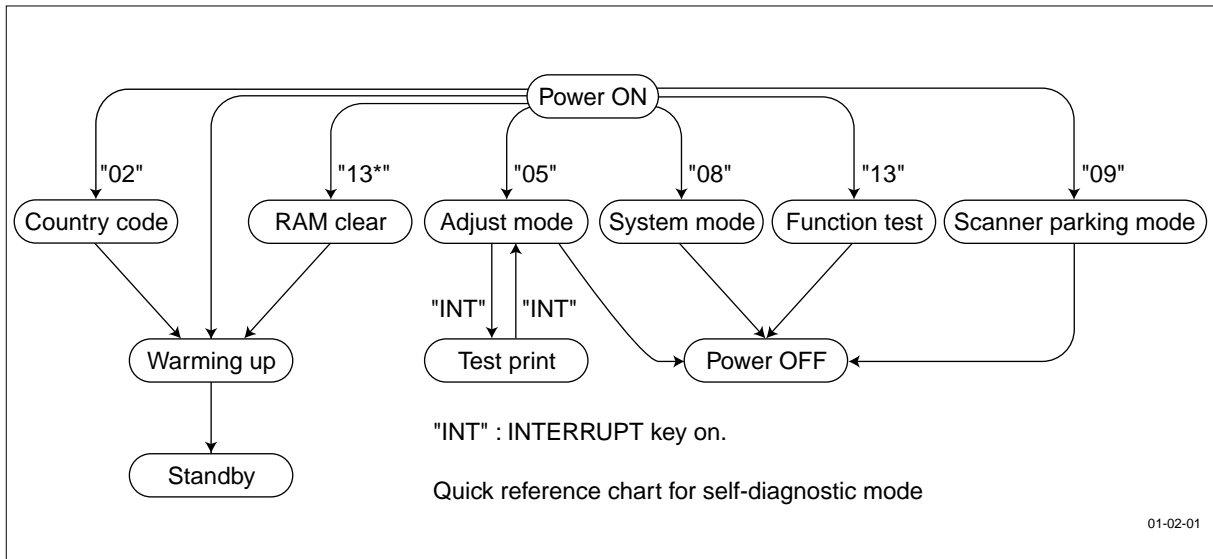 Power ON
"02"
"13*"
"05"
"08"
"13"
"09"
Country code
RAM clear
Adjust mode
System mode
Function test
Scanner parking mode
"INT"
"INT"
Warming up
Test print
Power OFF
"INT" : INTERRUPT key on.
Standby
Quick reference chart for self-diagnostic mode
01-02-01